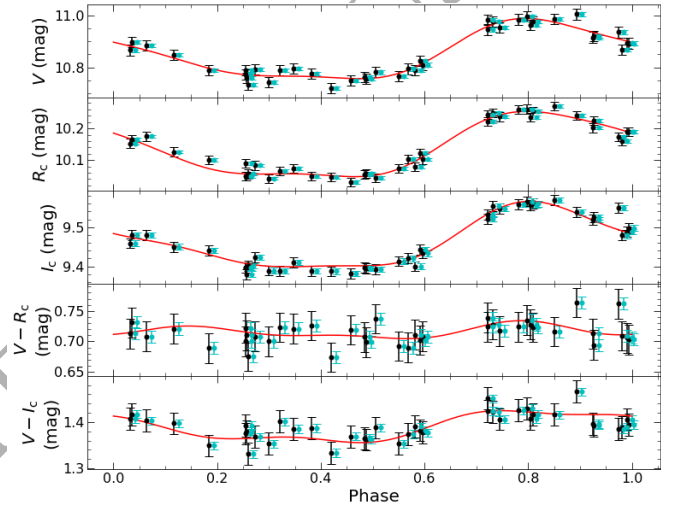 11.0
10.8
V (mag)
10.2
10.1
Rc (mag)
9.5
9.4
Ic (mag)
0.75
0.70
0.65
V − Rc
(mag)
1.4
1.3
V − Ic
(mag)
0.0 0.2 0.4 0.6 0.8 1.0
Phase